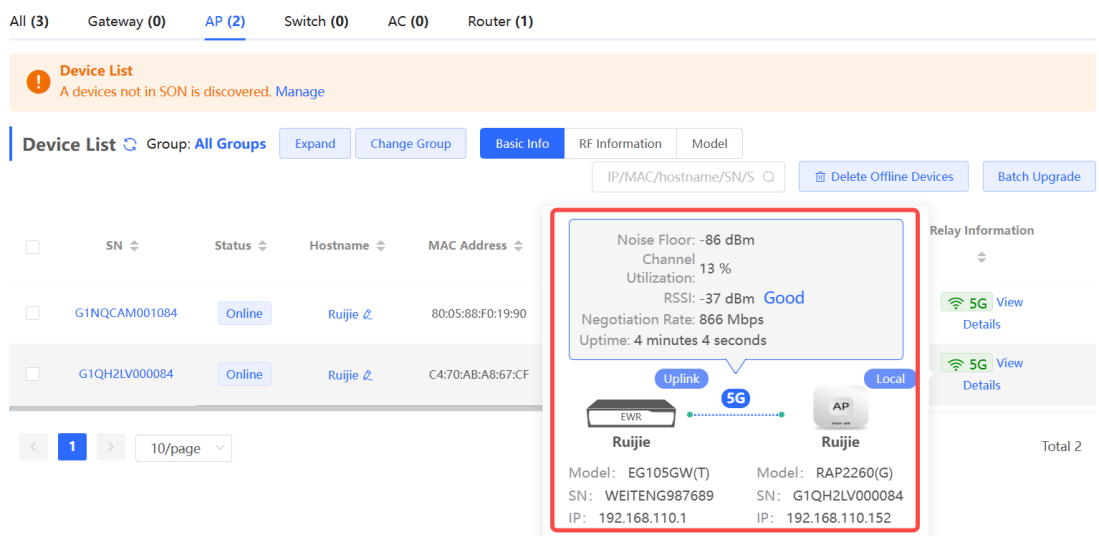 All (3) Gateway (0) AP (2) Switch (0) AC (0) Router (1)
Device List
A devices not in SON is discovered. Manage
Device List Group: All Groups Expand Change Group Basic Info RF Information Model
IP/MAC/hostname/SN/S Delete Offline Devices Batch Upgrade
SN Status Hostname MAC Address Relay Information
G1NQCAM001084 Online Ruijie 80:05:88:F0:19:90 5G View
Details
G1QH2LV000084 Online Ruijie C4:70:AB:A8:67:CF 5G View
Details
Noise Floor: -86 dBm
Channel
Utilization: 13 %
RSSI: -37 dBm Good
Negotiation Rate: 866 Mbps
Uptime: 4 minutes 4 seconds
Uplink Local
5G
EWR AP
Ruijie Ruijie
Model: EG105GW(T) Model: RAP2260(G)
SN: WEITENG987689 SN: G1QH2LV000084
IP: 192.168.110.1 IP: 192.168.110.152
1 10/page Total 2